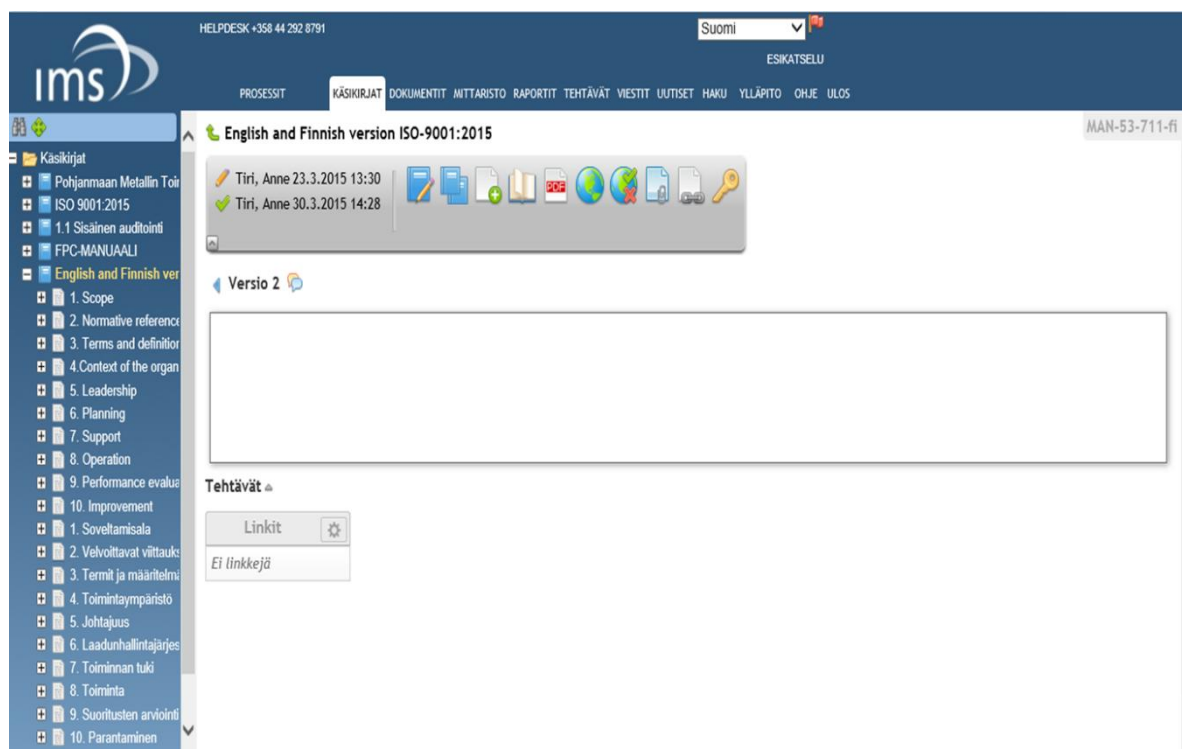 HELPDESK +358 44 292 8791
Suomi
ESIKATSELU
ims
PROSESSIT KÄSIKIRJAT DOKUMENTIT MITTARISTO RAPORTIT TEHTÄVÄT VIESTIT UUTISET HAKU YLLÄPITO OHJE ULOS
English and Finnish version ISO-9001:2015
MAN-53-711-fi
Käsikirjat
Pohjanmaan Metallin Toir
ISO 9001:2015
1.1 Sisäinen auditointi
FPC-MANUAALI
English and Finnish ver
1. Scope
2. Normative reference
3. Terms and definition
4.Context of the organ
5. Leadership
6. Planning
7. Support
8. Operation
9. Performance evalua
10. Improvement
1. Soveltamisala
2. Velvoittavat viittauks
3. Termit ja määritelmä
4. Toimintaympäristö
5. Johtajuus
6. Laadunhallintajärjes
7. Toiminnan tuki
8. Toiminta
9. Suoritusten arviointi
10. Parantaminen
Tiri, Anne 23.3.2015 13:30
Tiri, Anne 30.3.2015 14:28
PDF
Versio 2
Tehtävät
Linkit
Ei linkkejä